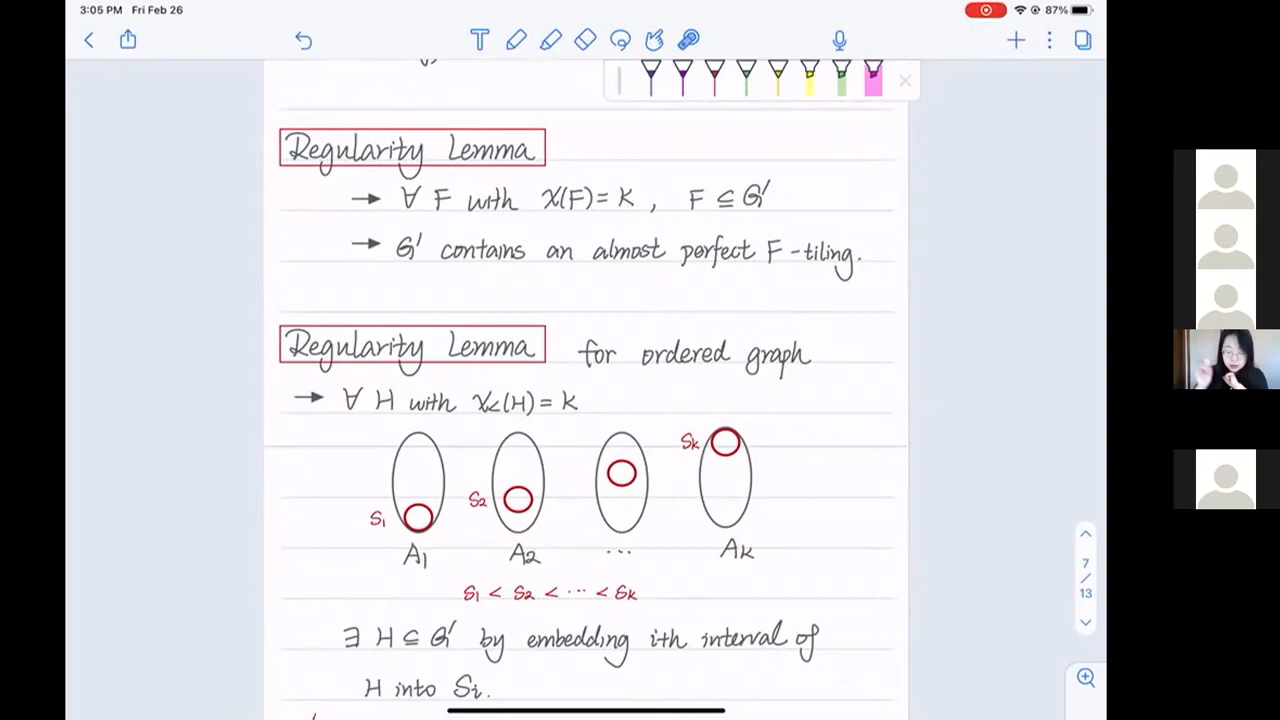 3:05 PM Fri Feb 26
87%
Regularity Lemma
→ ∀ F with χ(F) = k , F ⊆ G′
→ G′ contains an almost perfect F-tiling.
Regularity Lemma for ordered graph
→ ∀ H with χ<(H) = k
Sk
S1 S2
A1 A2 ... Ak
S1 < S2 < ... < Sk
∃ H ⊆ G′ by embedding ith interval of
H into Si.
7
/
13